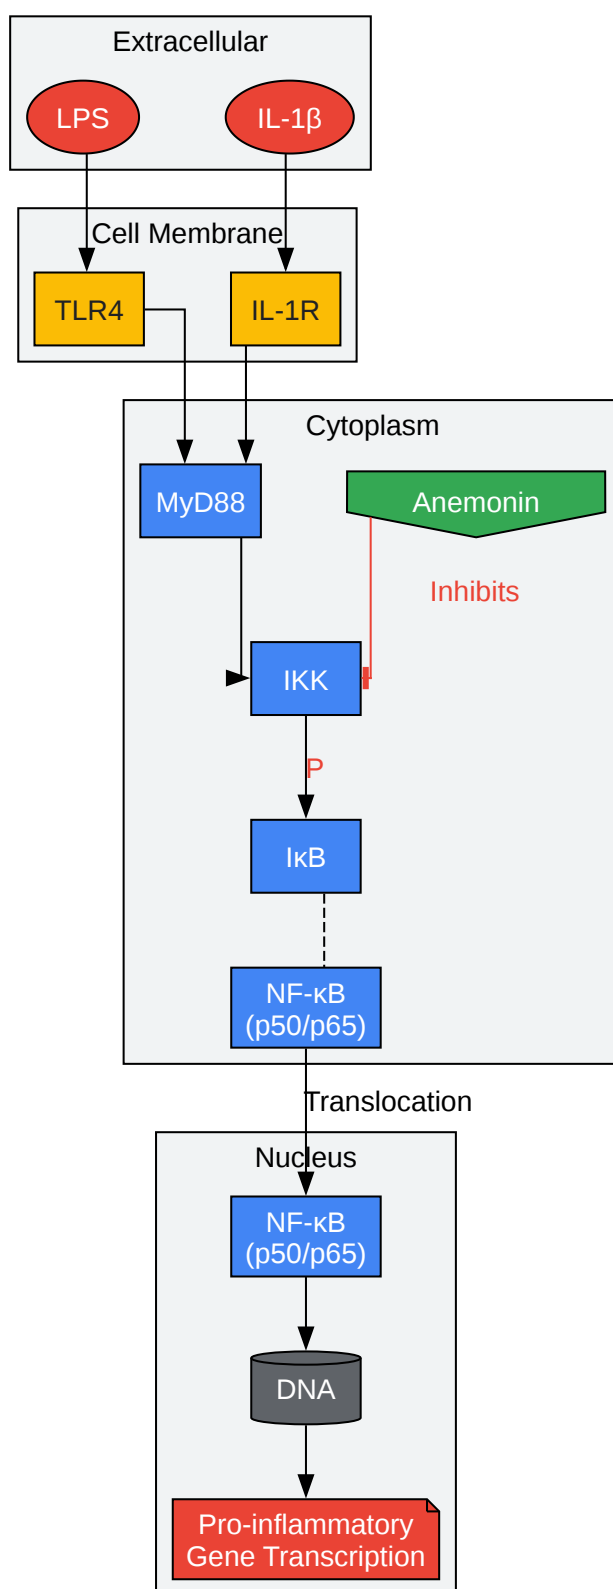 Extracellular
LPS
IL-1β
Cell Membrane
TLR4
IL-1R
Cytoplasm
MyD88
Anemonin
Inhibits
IKK
P
IκB
NF-κB
(p50/p65)
Translocation
Nucleus
NF-κB
(p50/p65)
DNA
Pro-inflammatory
Gene Transcription